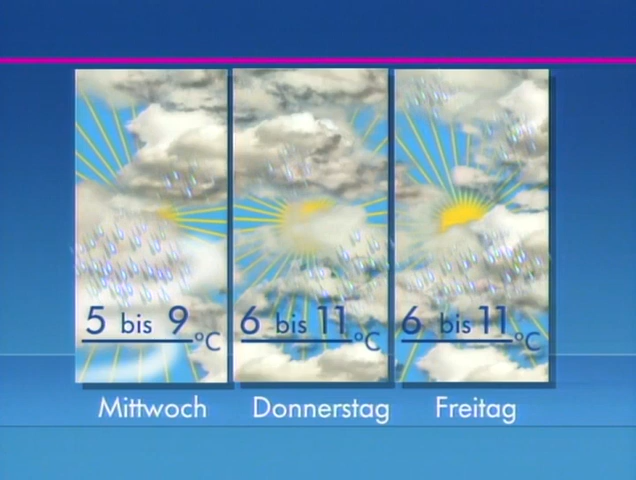 5 bis 9 °C
6 bis 11 °C
6 bis 11 °C
Mittwoch
Donnerstag
Freitag